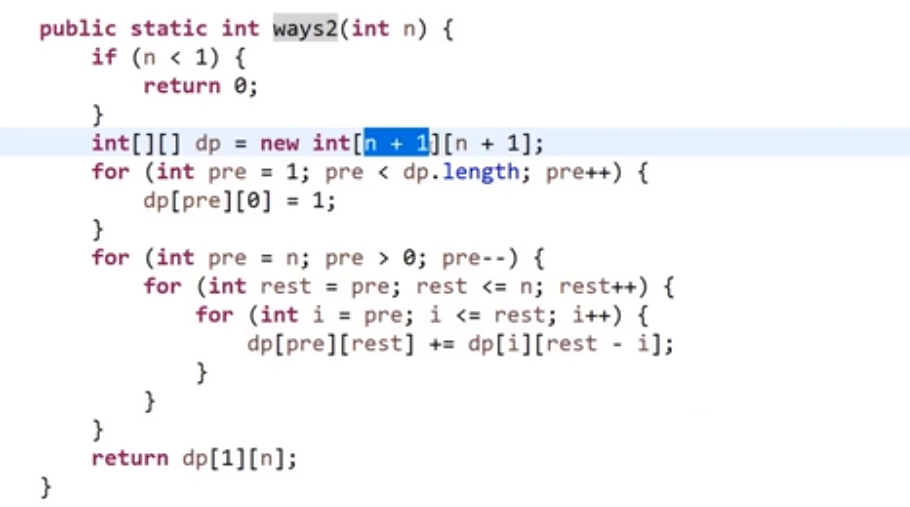 public static int ways2(int n) {
if (n < 1) {
return 0;
}
int[][] dp = new int[n + 1][n + 1];
for (int pre = 1; pre < dp.length; pre++) {
dp[pre][0] = 1;
}
for (int pre = n; pre > 0; pre--) {
for (int rest = pre; rest <= n; rest++) {
for (int i = pre; i <= rest; i++) {
dp[pre][rest] += dp[i][rest - i];
}
}
}
return dp[1][n];
}